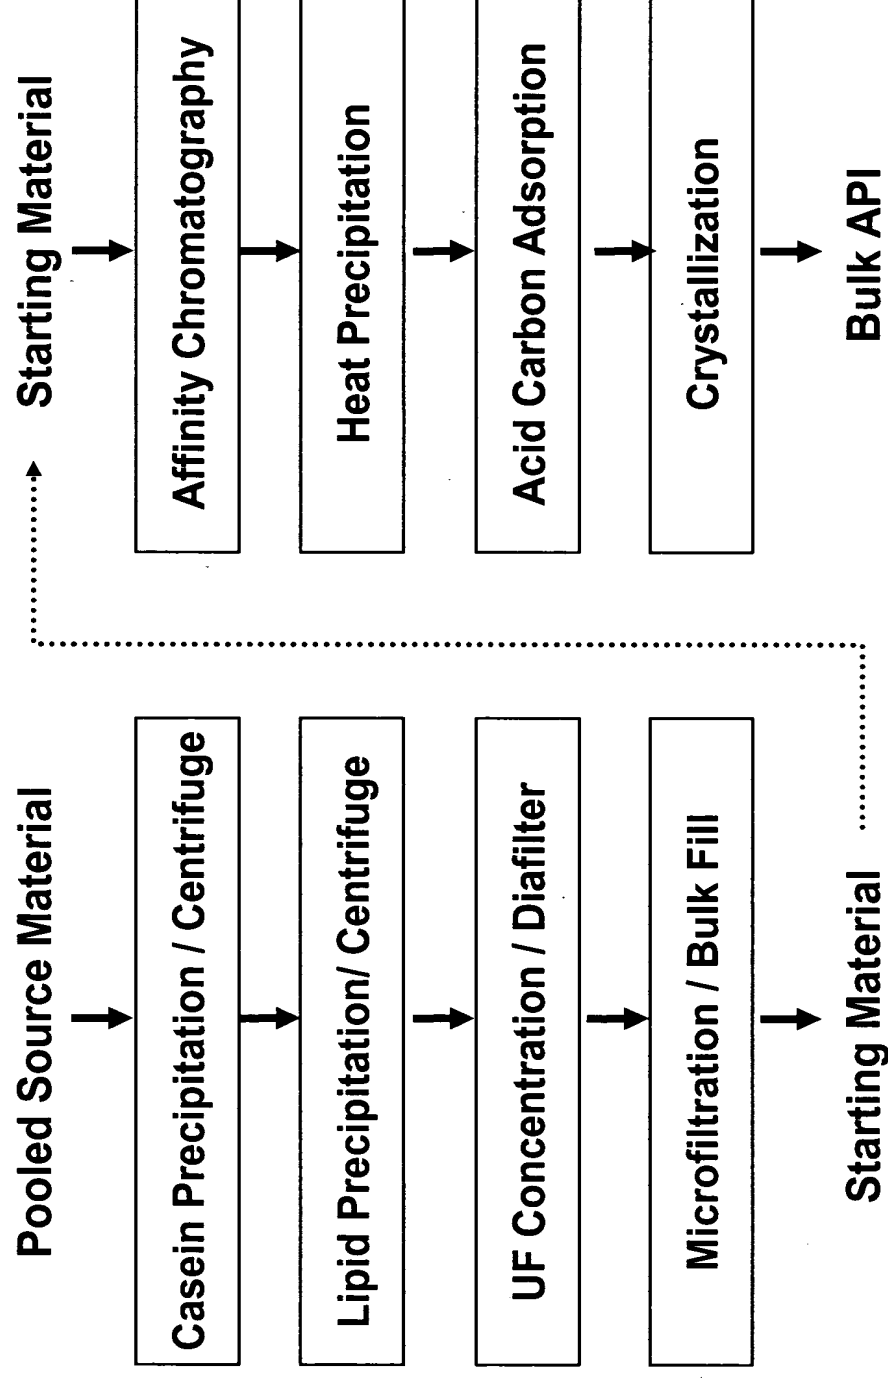 Pooled Source Material
Casein Precipitation / Centrifuge
Lipid Precipitation/ Centrifuge
UF Concentration / Diafilter
Microfiltration / Bulk Fill
Starting Material
Starting Material
Affinity Chromatography
Heat Precipitation
Acid Carbon Adsorption
Crystallization
Bulk API